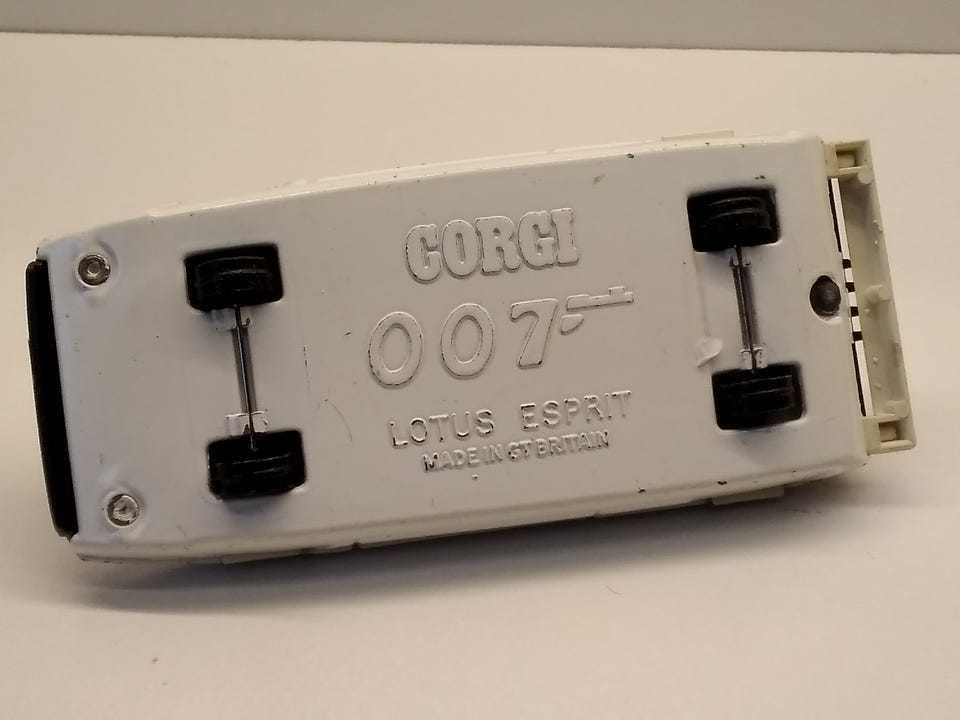 CORGI
007
LOTUS ESPRIT
MADE IN GT BRITAIN